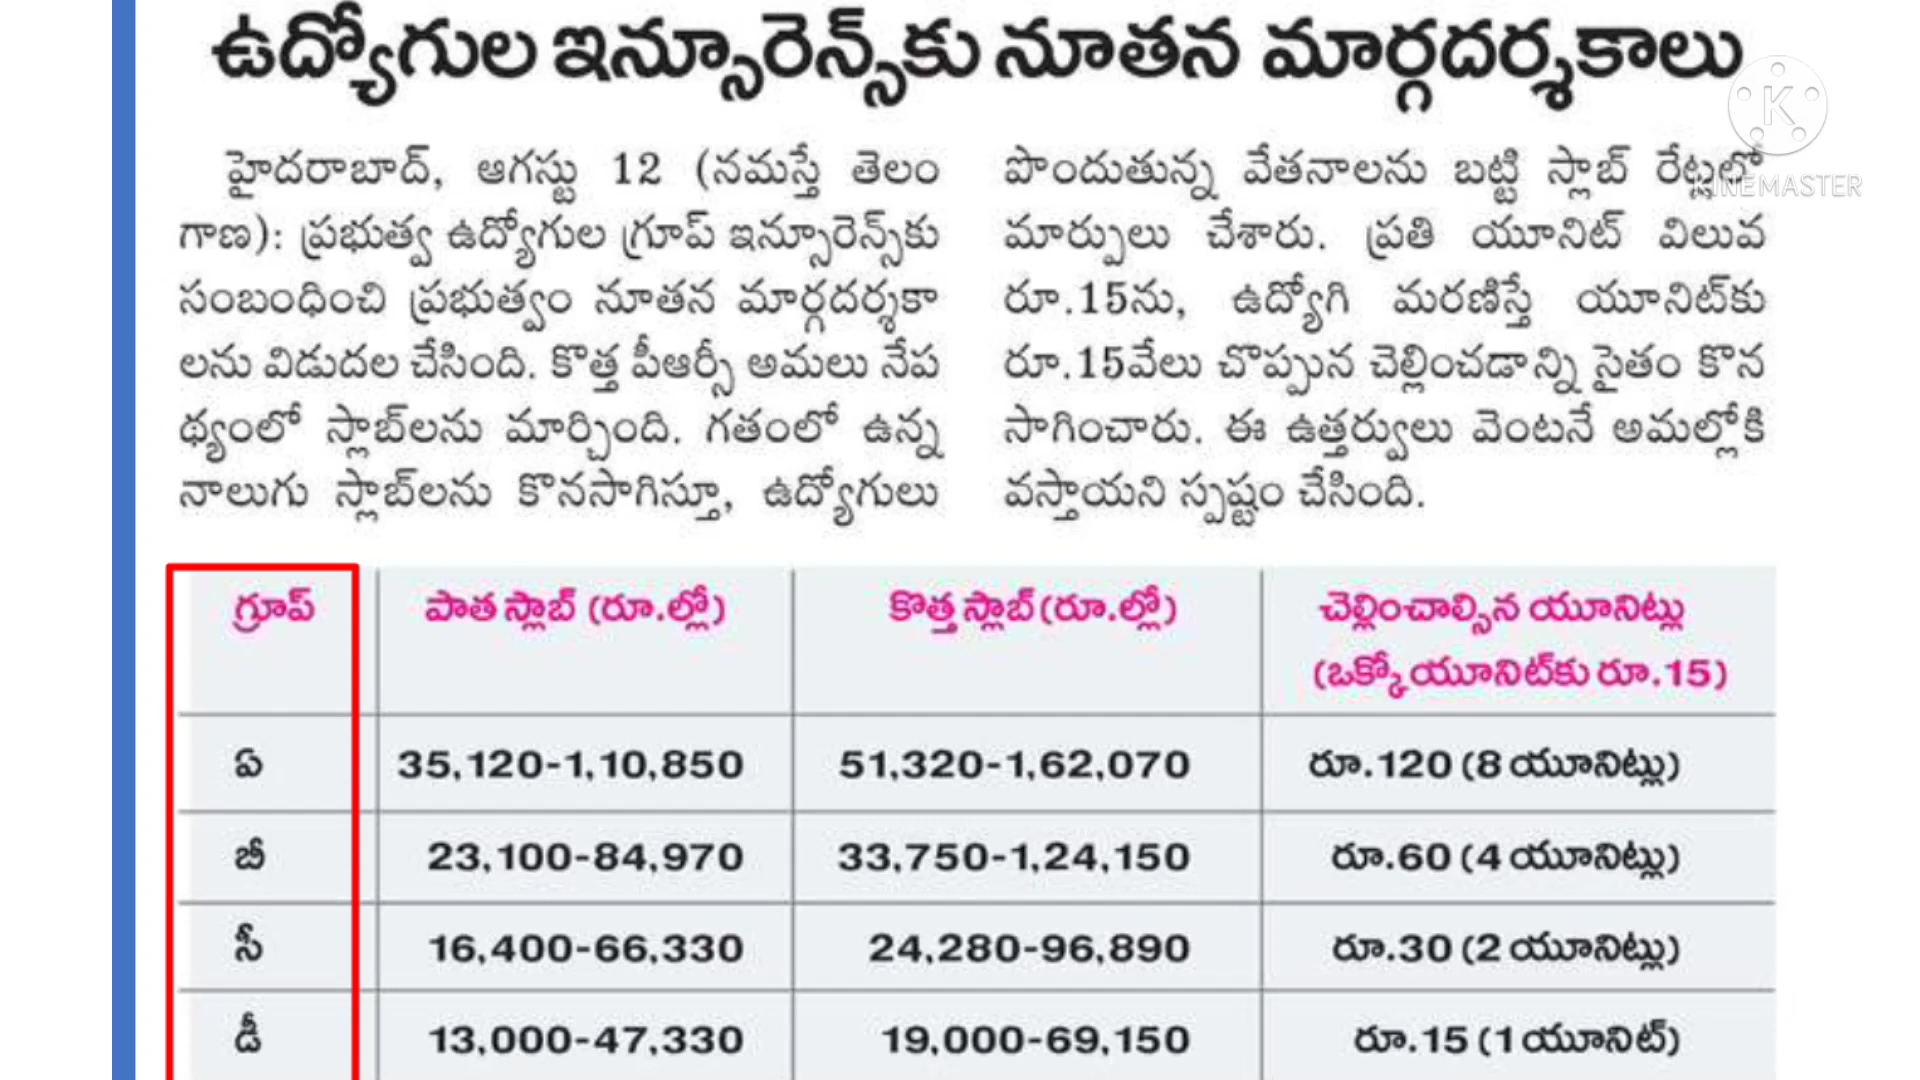 ఉద్యోగుల ఇన్సూరెన్స్‌కు నూతన మార్గదర్శకాలు
హైదరాబాద్, ఆగస్టు 12 (నమస్తే తెలం
గాణ): ప్రభుత్వ ఉద్యోగుల గ్రూప్ ఇన్సూరెన్స్‌కు
సంబంధించి ప్రభుత్వం నూతన మార్గదర్శకా
లను విడుదల చేసింది. కొత్త పీఆర్సీ అమలు నేప
థ్యంలో స్లాబ్‌లను మార్చింది. గతంలో ఉన్న
నాలుగు స్లాబ్‌లను కొనసాగిస్తూ, ఉద్యోగులు
పొందుతున్న వేతనాలను బట్టి స్లాబ్ రేట్లలో
మార్పులు చేశారు. ప్రతి యూనిట్ విలువ
రూ.15ను, ఉద్యోగి మరణిస్తే యూనిట్‌కు
రూ.15వేలు చొప్పున చెల్లించడాన్ని సైతం కొన
సాగించారు. ఈ ఉత్తర్వులు వెంటనే అమల్లోకి
వస్తాయని స్పష్టం చేసింది.
K
KINEMASTER
గ్రూప్ పాత స్లాబ్ (రూ.ల్లో) కొత్త స్లాబ్(రూ.ల్లో) చెల్లించాల్సిన యూనిట్లు
(ఒక్కో యూనిట్‌కు రూ.15)
ఏ 35,120-1,10,850 51,320-1,62,070 రూ.120 (8 యూనిట్లు)
బీ 23,100-84,970 33,750-1,24,150 రూ.60 (4 యూనిట్లు)
సీ 16,400-66,330 24,280-96,890 రూ.30 (2 యూనిట్లు)
డీ 13,000-47,330 19,000-69,150 రూ.15 (1 యూనిట్)